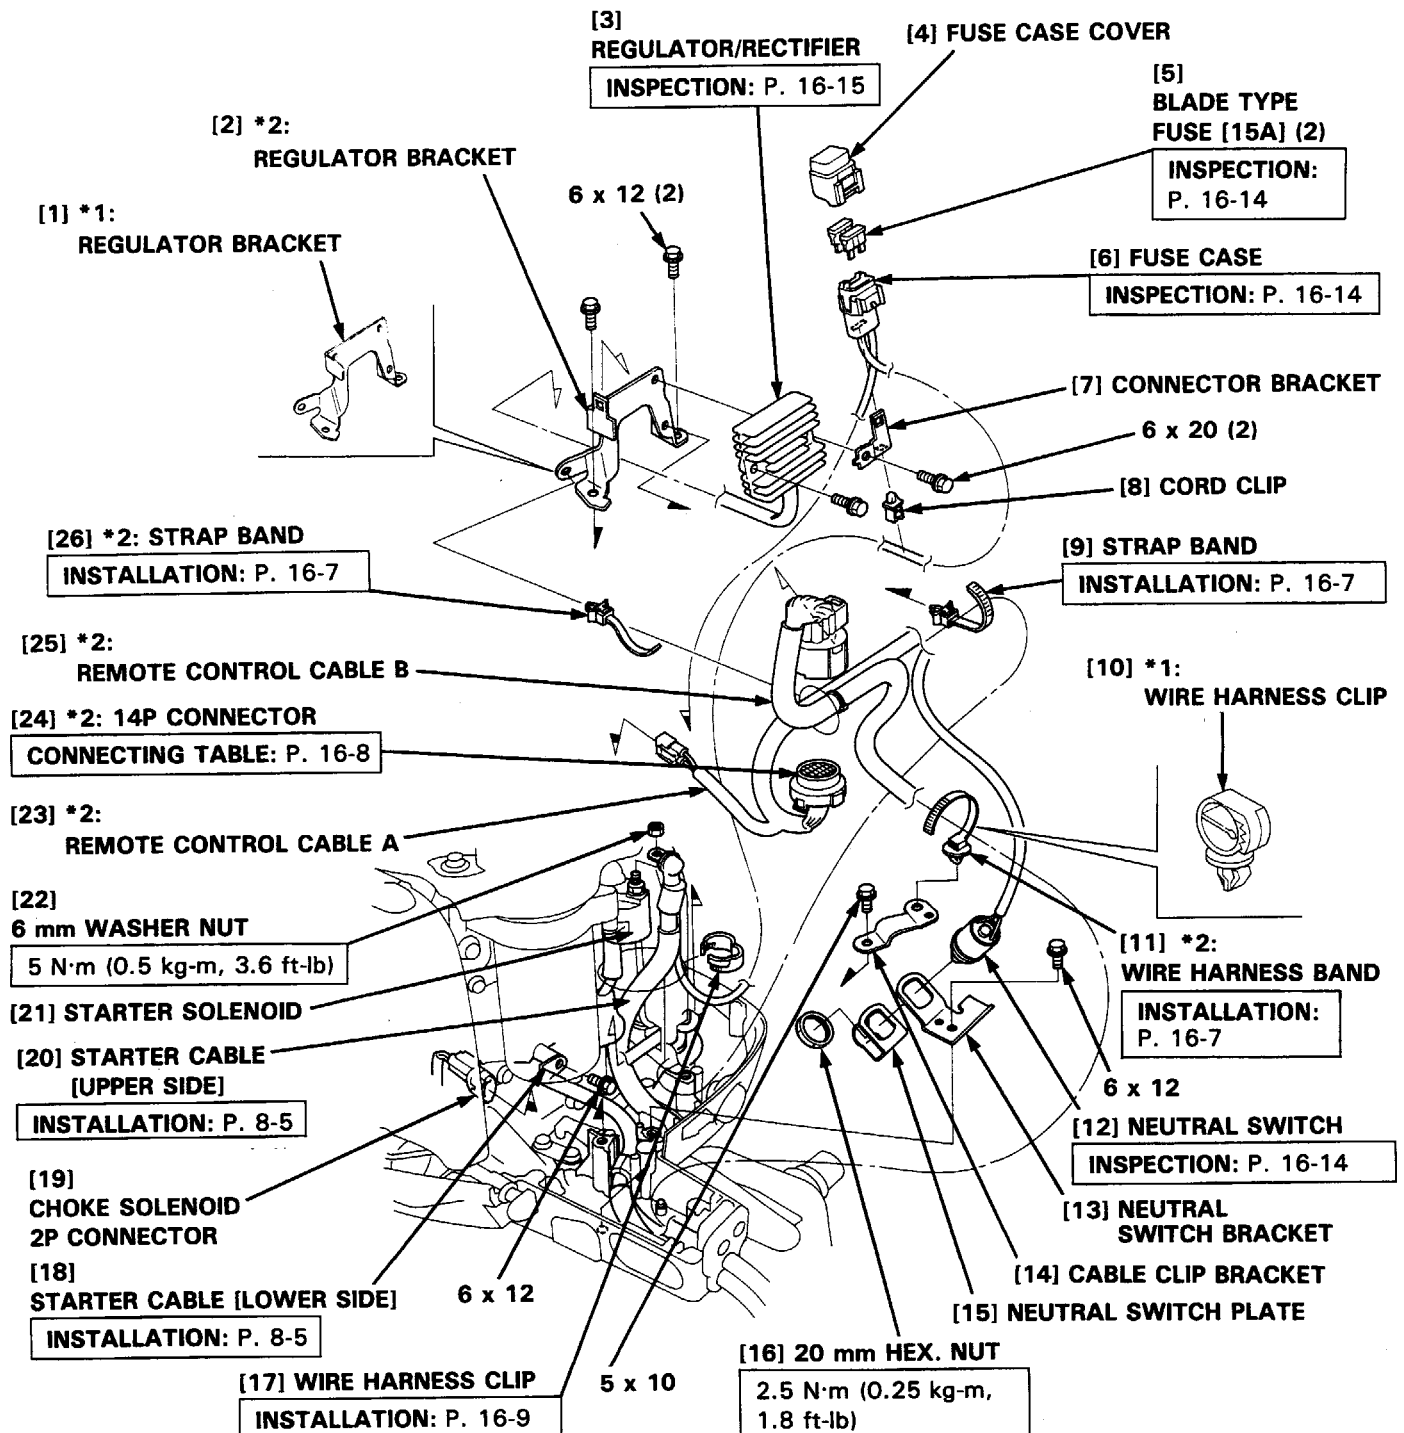 [3]
REGULATOR/RECTIFIER
INSPECTION: P. 16-15
[4] FUSE CASE COVER
[5]
BLADE TYPE
FUSE [15A] (2)
INSPECTION:
P. 16-14
[2] *2:
REGULATOR BRACKET
6 x 12 (2)
[1] *1:
REGULATOR BRACKET
[6] FUSE CASE
INSPECTION: P. 16-14
[7] CONNECTOR BRACKET
6 x 20 (2)
[8] CORD CLIP
[26] *2: STRAP BAND
INSTALLATION: P. 16-7
[9] STRAP BAND
INSTALLATION: P. 16-7
[25] *2:
REMOTE CONTROL CABLE B
[10] *1:
WIRE HARNESS CLIP
[24] *2: 14P CONNECTOR
CONNECTING TABLE: P. 16-8
[23] *2:
REMOTE CONTROL CABLE A
[22]
6 mm WASHER NUT
5 N·m (0.5 kg-m, 3.6 ft-lb)
[11] *2:
WIRE HARNESS BAND
INSTALLATION:
P. 16-7
[21] STARTER SOLENOID
[20] STARTER CABLE
[UPPER SIDE]
INSTALLATION: P. 8-5
6 x 12
[12] NEUTRAL SWITCH
INSPECTION: P. 16-14
[19]
CHOKE SOLENOID
2P CONNECTOR
[13] NEUTRAL
SWITCH BRACKET
[18]
STARTER CABLE [LOWER SIDE]
INSTALLATION: P. 8-5
6 x 12
[14] CABLE CLIP BRACKET
[15] NEUTRAL SWITCH PLATE
[17] WIRE HARNESS CLIP
INSTALLATION: P. 16-9
5 x 10
[16] 20 mm HEX. NUT
2.5 N·m (0.25 kg-m,
1.8 ft-lb)